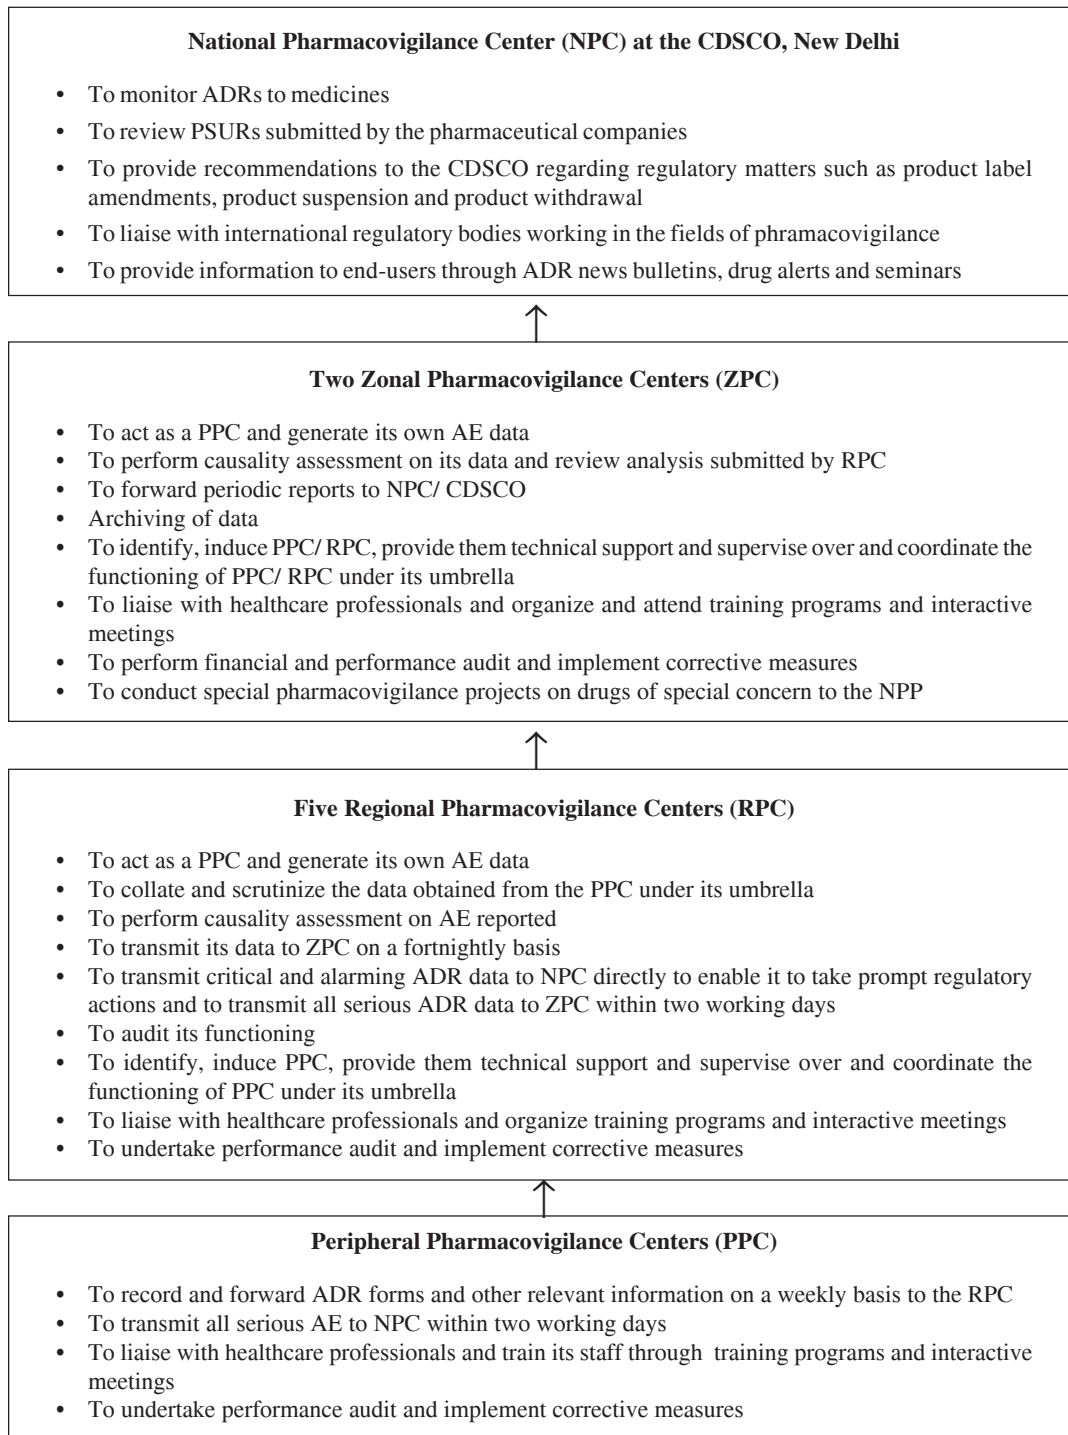 National Pharmacovigilance Center (NPC) at the CDSCO, New Delhi
• To monitor ADRs to medicines
• To review PSURs submitted by the pharmaceutical companies
• To provide recommendations to the CDSCO regarding regulatory matters such as product label
amendments, product suspension and product withdrawal
• To liaise with international regulatory bodies working in the fields of phramacovigilance
• To provide information to end-users through ADR news bulletins, drug alerts and seminars
Two Zonal Pharmacovigilance Centers (ZPC)
• To act as a PPC and generate its own AE data
• To perform causality assessment on its data and review analysis submitted by RPC
• To forward periodic reports to NPC/ CDSCO
• Archiving of data
• To identify, induce PPC/ RPC, provide them technical support and supervise over and coordinate the
functioning of PPC/ RPC under its umbrella
• To liaise with healthcare professionals and organize and attend training programs and interactive
meetings
• To perform financial and performance audit and implement corrective measures
• To conduct special pharmacovigilance projects on drugs of special concern to the NPP
Five Regional Pharmacovigilance Centers (RPC)
• To act as a PPC and generate its own AE data
• To collate and scrutinize the data obtained from the PPC under its umbrella
• To perform causality assessment on AE reported
• To transmit its data to ZPC on a fortnightly basis
• To transmit critical and alarming ADR data to NPC directly to enable it to take prompt regulatory
actions and to transmit all serious ADR data to ZPC within two working days
• To audit its functioning
• To identify, induce PPC, provide them technical support and supervise over and coordinate the
functioning of PPC under its umbrella
• To liaise with healthcare professionals and organize training programs and interactive meetings
• To undertake performance audit and implement corrective measures
Peripheral Pharmacovigilance Centers (PPC)
• To record and forward ADR forms and other relevant information on a weekly basis to the RPC
• To transmit all serious AE to NPC within two working days
• To liaise with healthcare professionals and train its staff through training programs and interactive
meetings
• To undertake performance audit and implement corrective measures